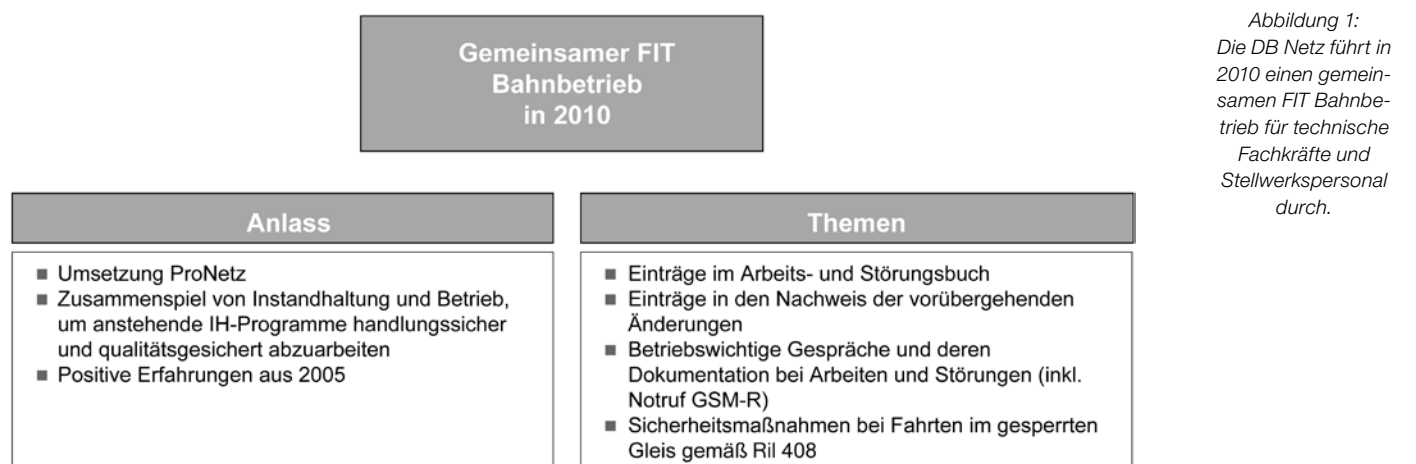 Gemeinsamer FIT
Bahnbetrieb
in 2010
Anlass
■ Umsetzung ProNetz
■ Zusammenspiel von Instandhaltung und Betrieb,
um anstehende IH-Programme handlungssicher
und qualitätsgesichert abzuarbeiten
■ Positive Erfahrungen aus 2005
Themen
■ Einträge im Arbeits- und Störungsbuch
■ Einträge in den Nachweis der vorübergehenden
Änderungen
■ Betriebswichtige Gespräche und deren
Dokumentation bei Arbeiten und Störungen (inkl.
Notruf GSM-R)
■ Sicherheitsmaßnahmen bei Fahrten im gesperrten
Gleis gemäß Ril 408
Abbildung 1:
Die DB Netz führt in
2010 einen gemein-
samen FIT Bahnbe-
trieb für technische
Fachkräfte und
Stellwerkspersonal
durch.